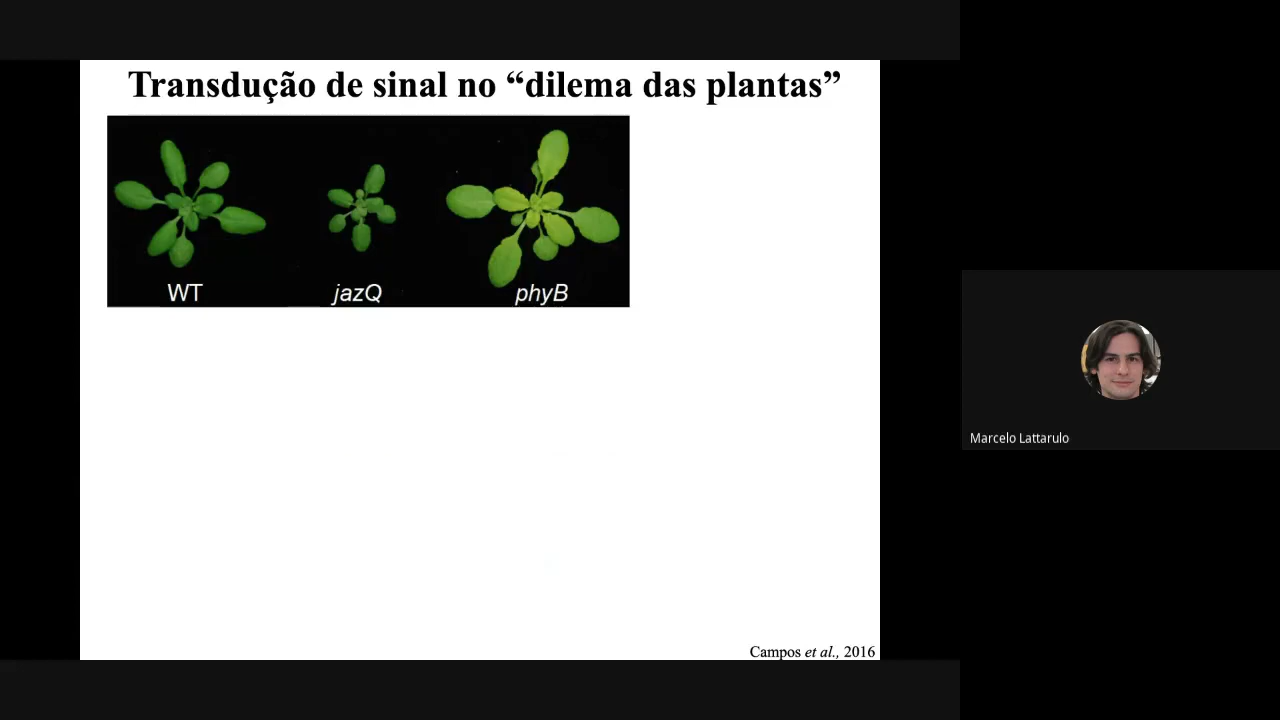 Transdução de sinal no “dilema das plantas”
WT
jazQ
phyB
Marcelo Lattarulo
Campos et al., 2016